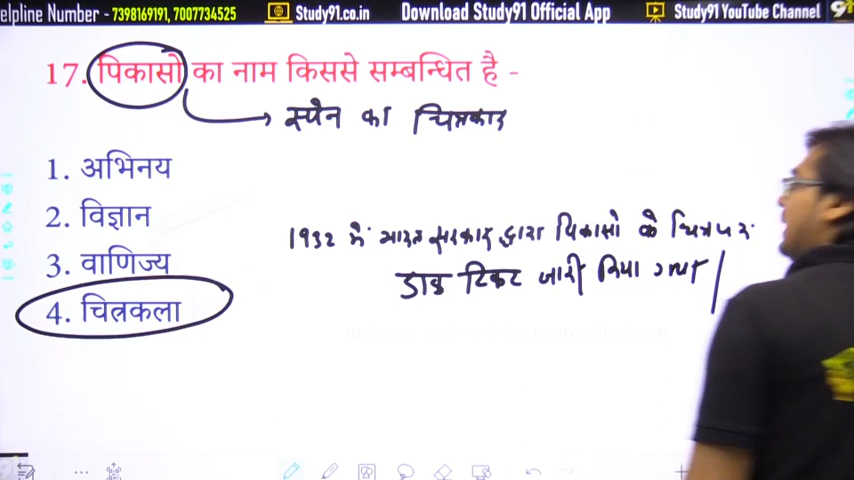 elpline Number - 7398169191, 7007734525 Study91.co.in Download Study91 Official App Study91 YouTube Channel 9
17. पिकासो का नाम किससे सम्बन्धित है -
स्पेन का चित्रकार
1. अभिनय
2. विज्ञान
3. वाणिज्य
4. चित्रकला
1932 में भारत सरकार द्वारा पिकासो के चित्र पर
डाक टिकट जारी किया गया